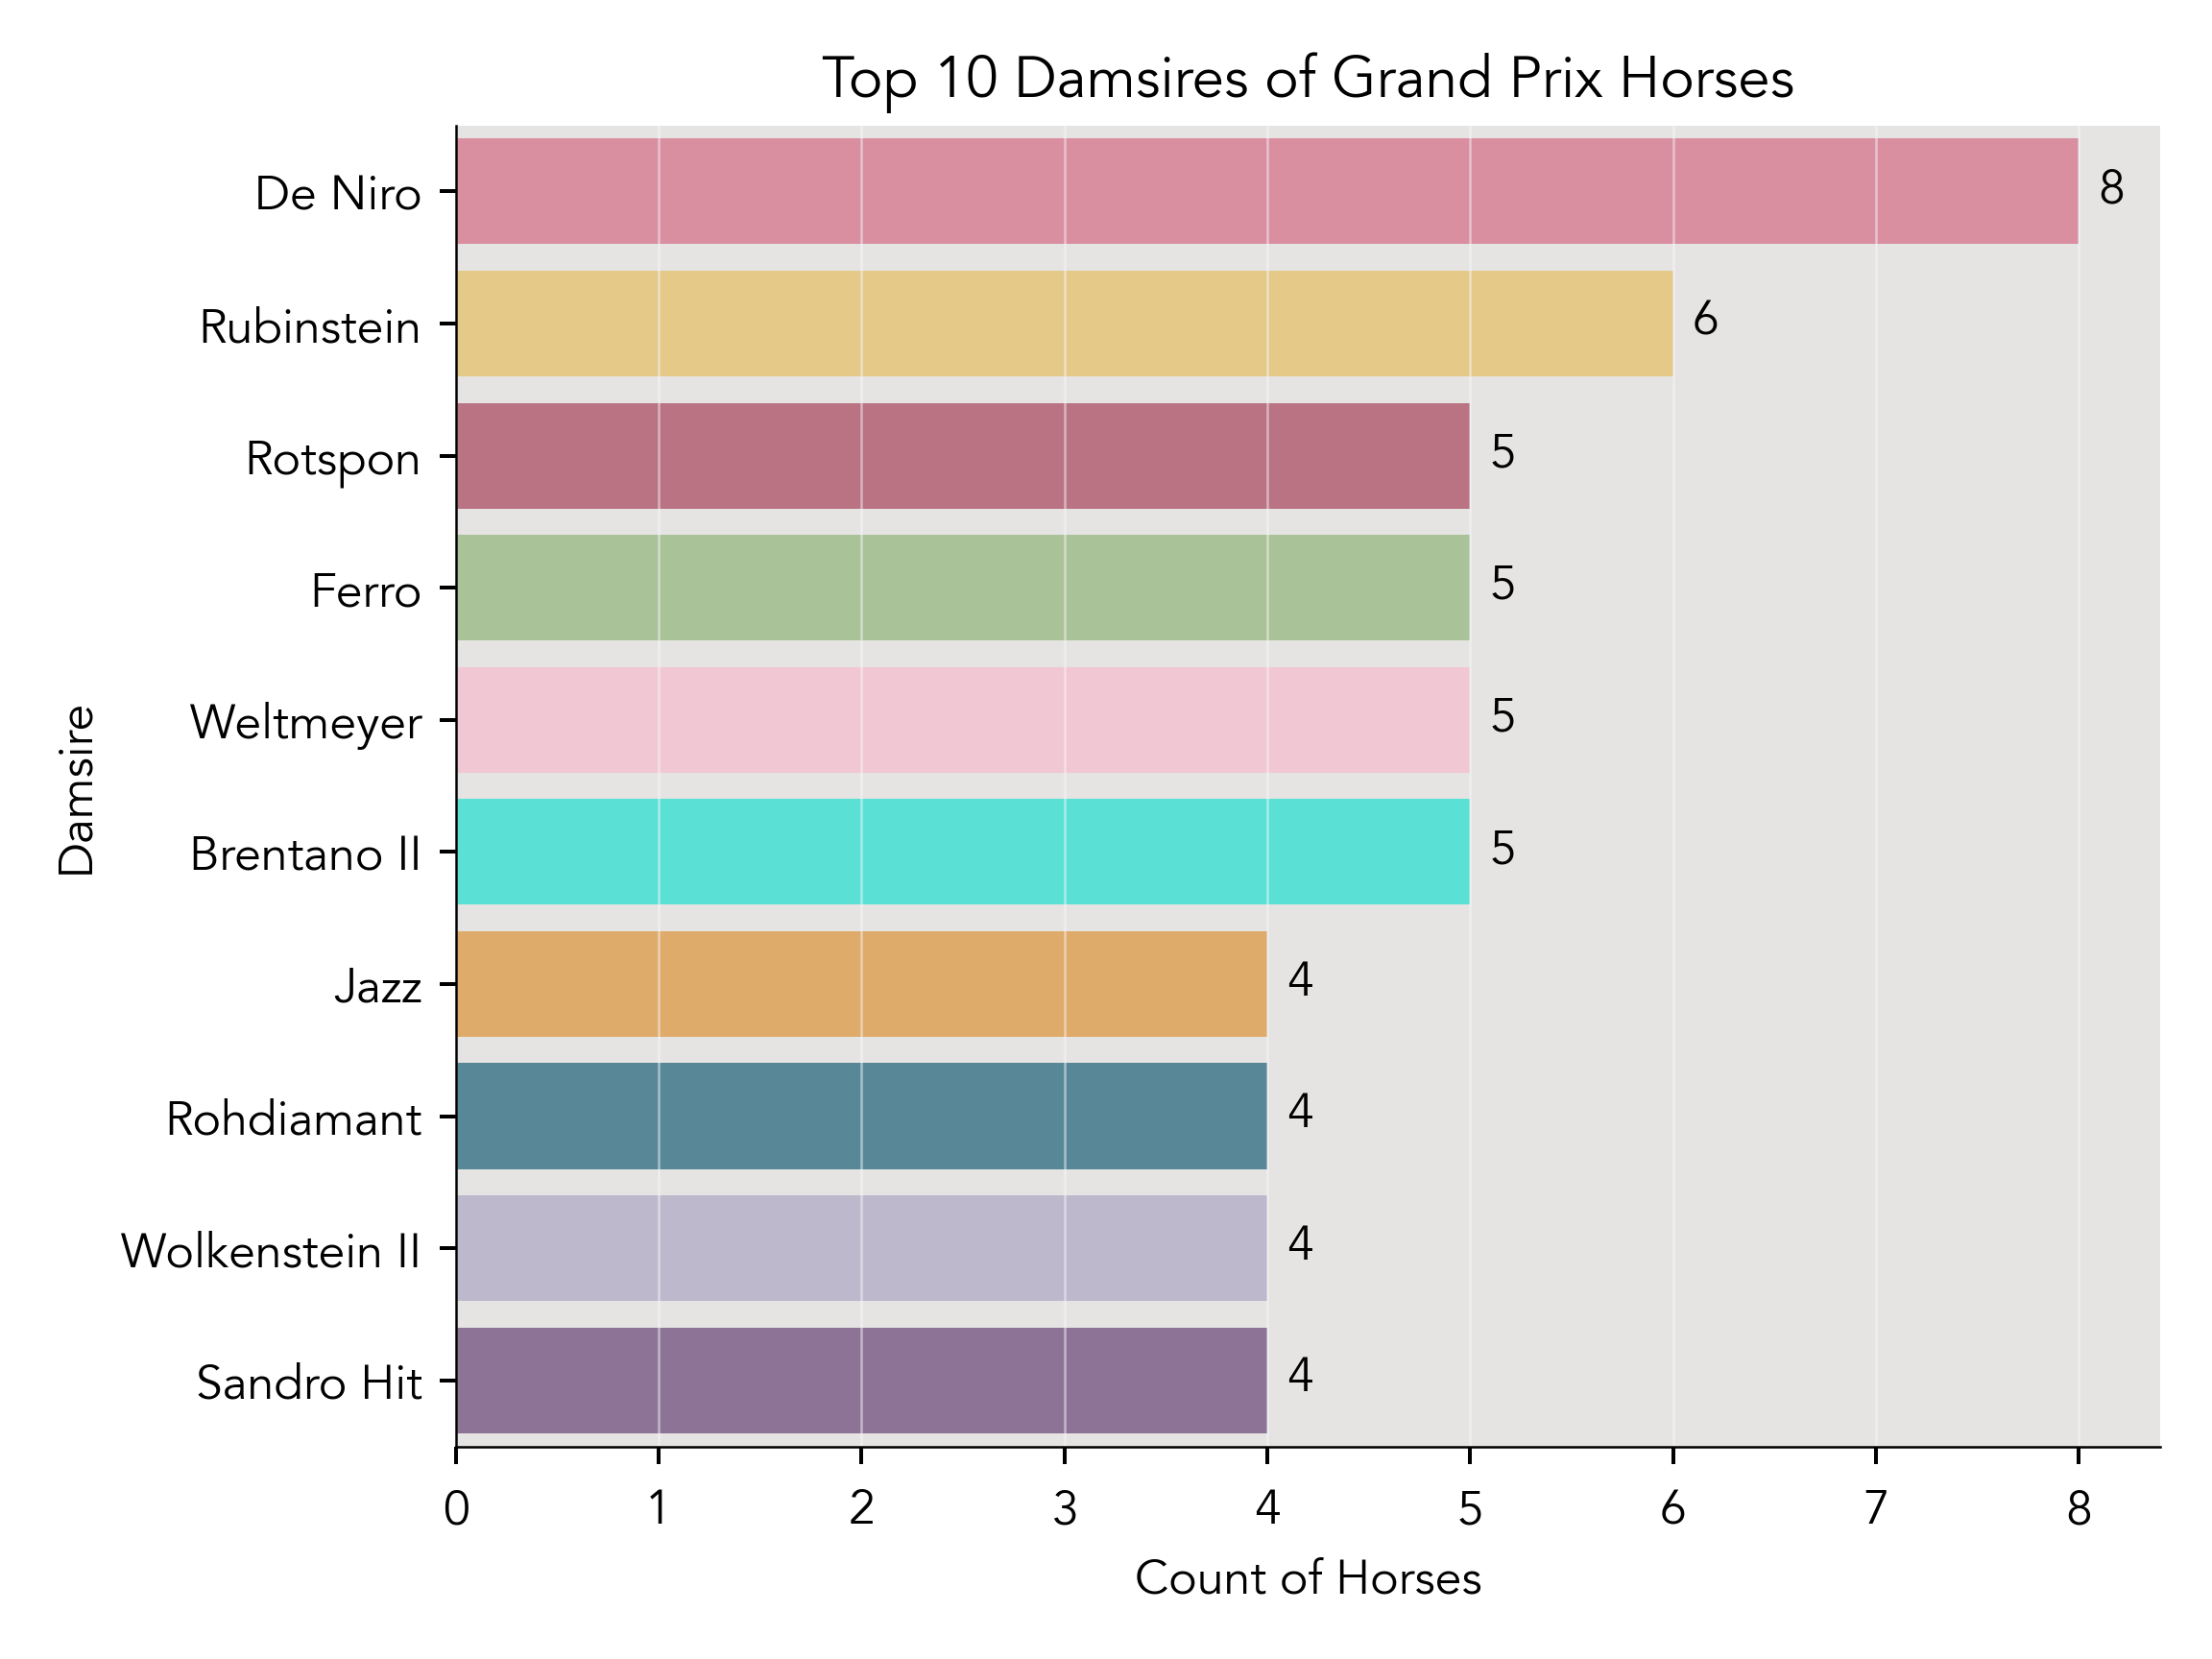 Top 10 Damsires of Grand Prix Horses
De Niro
8
Rubinstein
6
Rotspon
5
Ferro
5
Weltmeyer
5
Brentano II
5
Jazz
4
Rohdiamant
4
Wolkenstein II
4
Sandro Hit
4
Damsire
0 1 2 3 4 5 6 7 8
Count of Horses